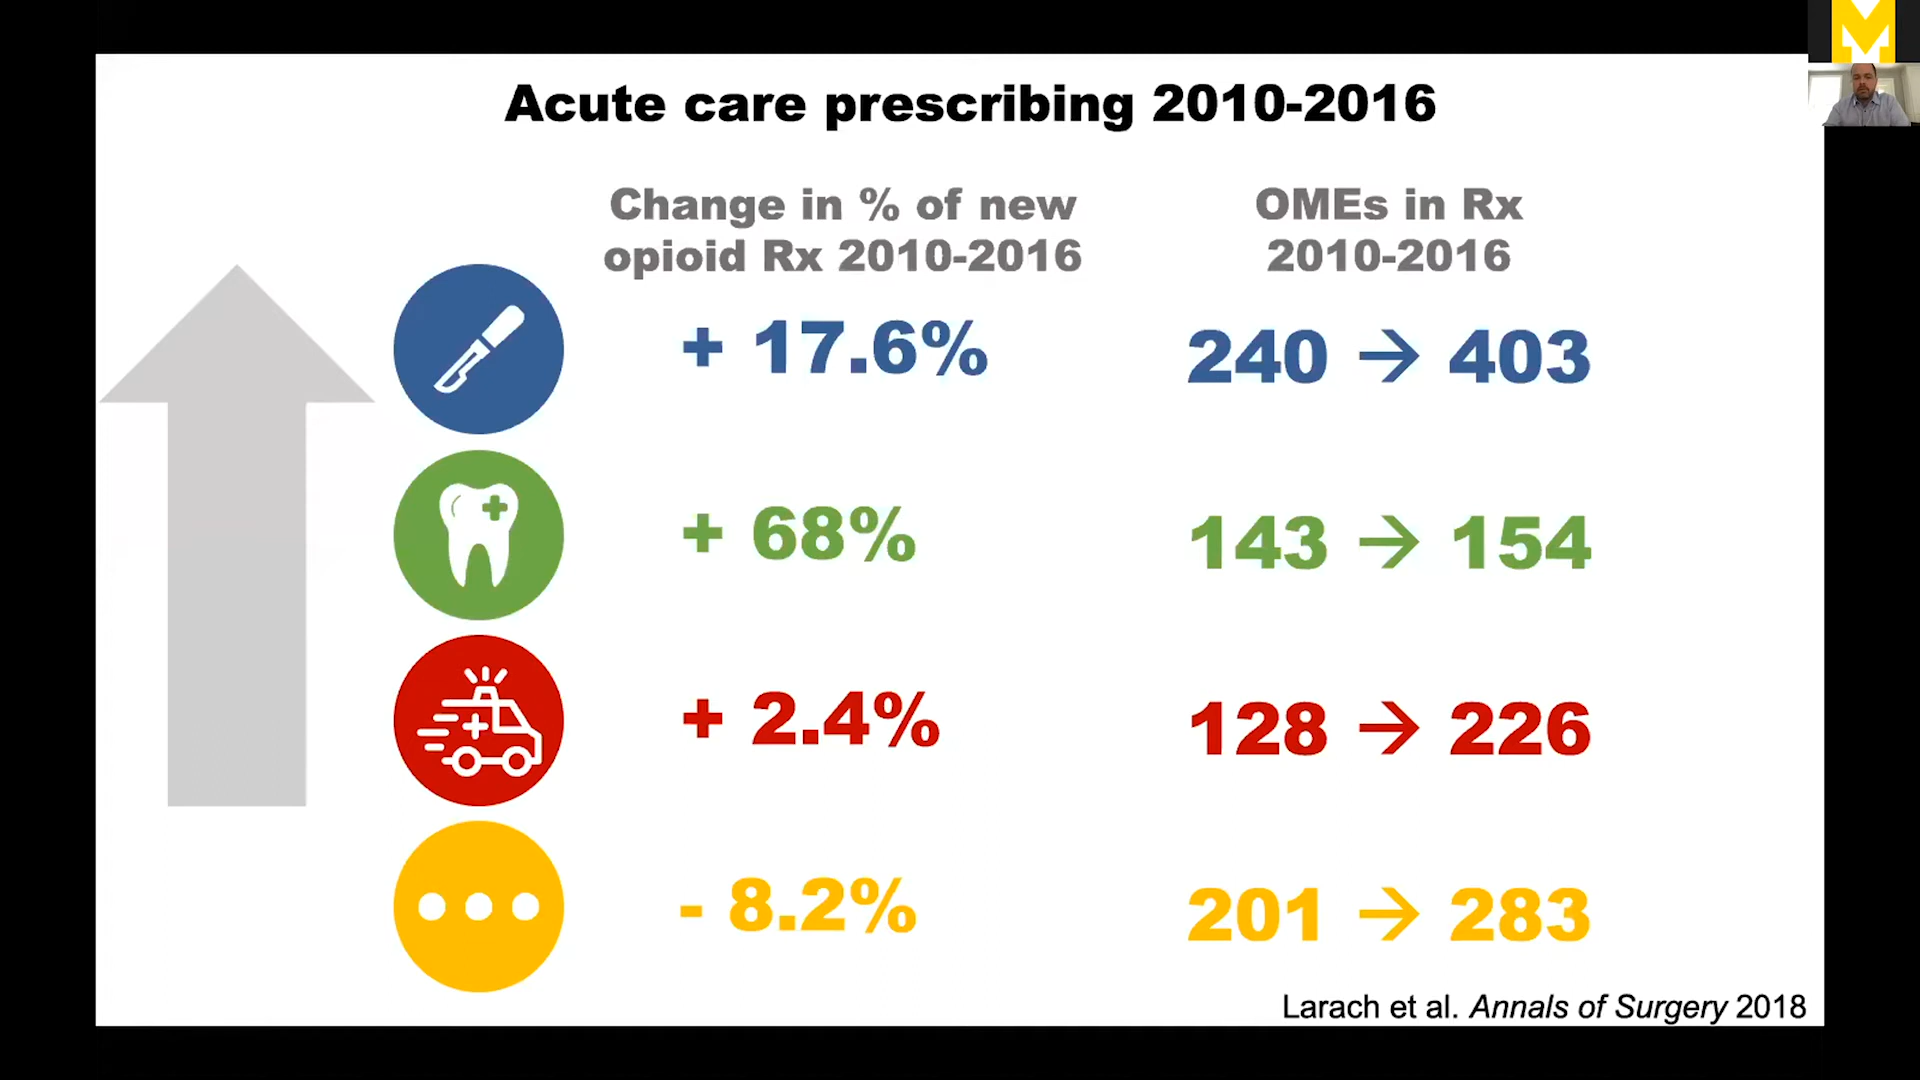 M
Acute care prescribing 2010-2016
Change in % of new
opioid Rx 2010-2016
OMEs in Rx
2010-2016
+ 17.6%
240 → 403
+ 68%
143 → 154
+ 2.4%
128 → 226
- 8.2%
201 → 283
Larach et al. Annals of Surgery 2018